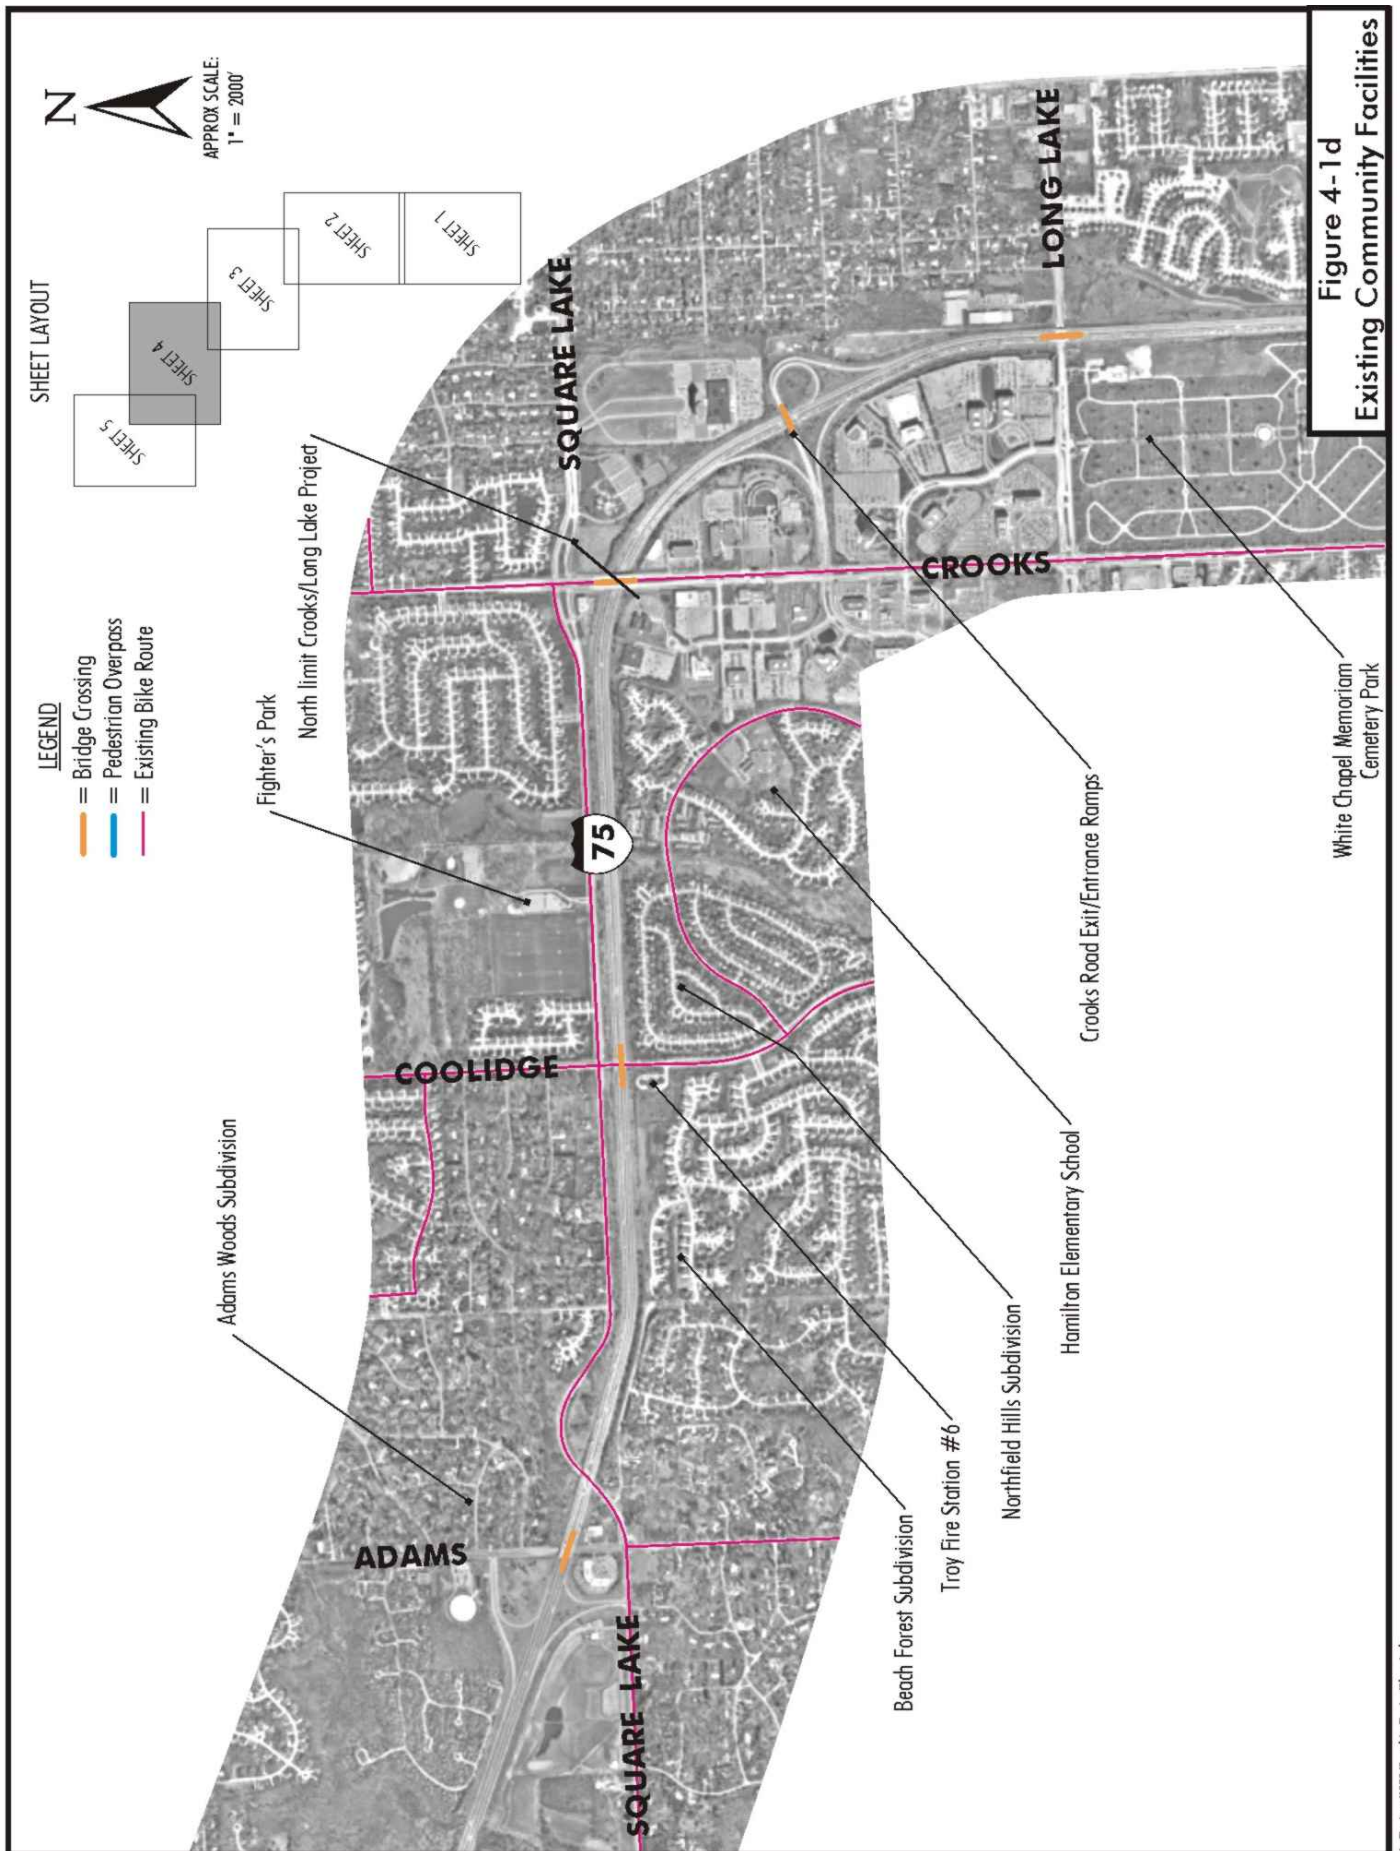 N
APPROX SCALE:
1" = 2000'
SHEET LAYOUT
SHEET 5
SHEET 4
SHEET 3
SHEET 2
SHEET 1
LEGEND
= Bridge Crossing
= Pedestrian Overpass
= Existing Bike Route
Adams Woods Subdivision
Fighter's Park
North limit Crooks/Long Lake Project
ADAMS
COOLIDGE
SQUARE LAKE
LONG LAKE
75
CROOKS
SQUARE LAKE
Beach Forest Subdivision
Troy Fire Station #6
Northfield Hills Subdivision
Hamilton Elementary School
Crooks Road Exit/Entrance Ramps
White Chapel Memoriam
Cemetery Park
Figure 4-1d
Existing Community Facilities